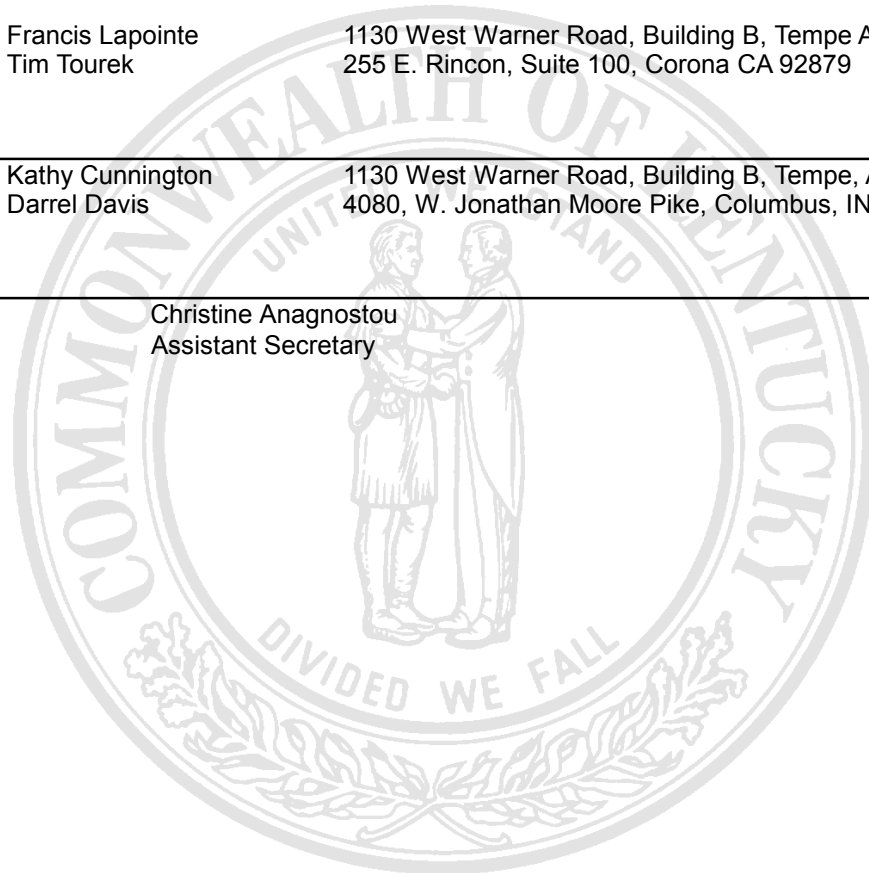 Francis Lapointe 1130 West Warner Road, Building B, Tempe A
Tim Tourek 255 E. Rincon, Suite 100, Corona CA 92879
Kathy Cunnington 1130 West Warner Road, Building B, Tempe,
Darrel Davis 4080, W. Jonathan Moore Pike, Columbus, IN
Christine Anagnostou
Assistant Secretary
COMMONWEALTH OF KENTUCKY
UNITED WE STAND
DIVIDED WE FALL